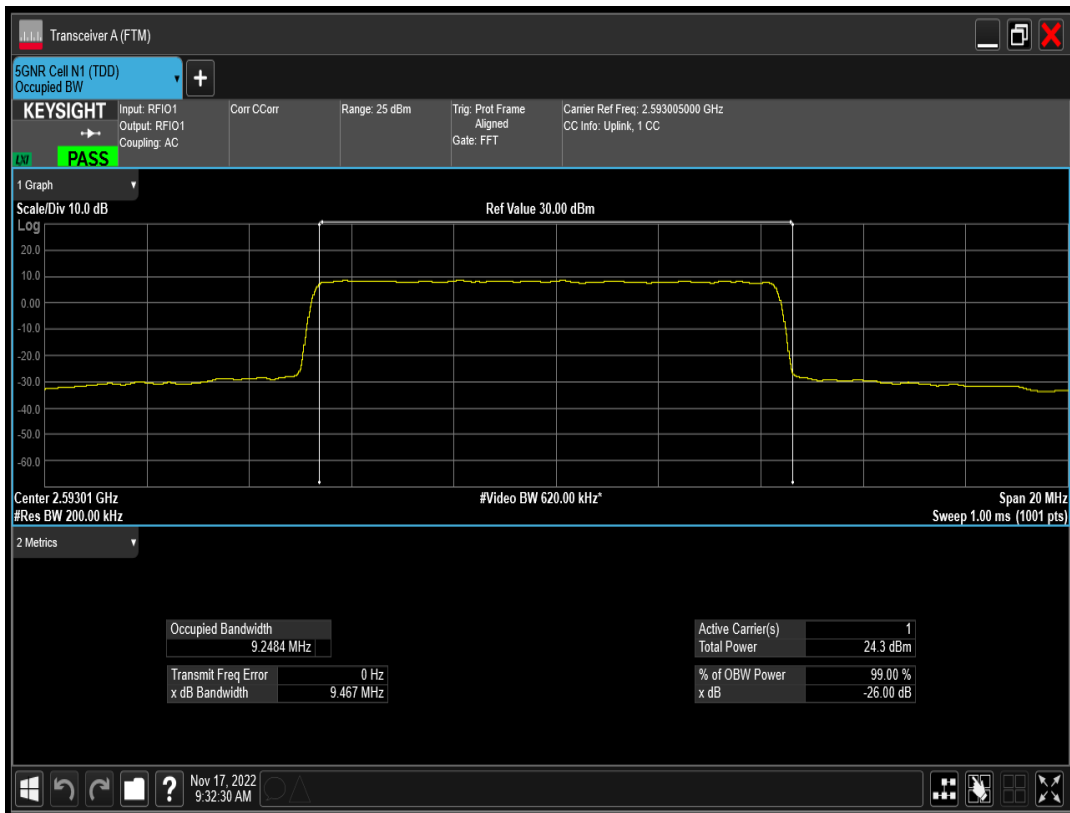 Transceiver A (FTM)
5GNR Cell N1 (TDD)
Occupied BW
+
KEYSIGHT
LXI
PASS
Input: RFIO1
Output: RFIO1
Coupling: AC
Corr CCorr
Range: 25 dBm
Trig: Prot Frame
Aligned
Gate: FFT
Carrier Ref Freq: 2.593005000 GHz
CC Info: Uplink, 1 CC
1 Graph
Scale/Div 10.0 dB
Ref Value 30.00 dBm
Log
20.0
10.0
0.00
-10.0
-20.0
-30.0
-40.0
-50.0
-60.0
Center 2.59301 GHz
#Video BW 620.00 kHz*
Span 20 MHz
#Res BW 200.00 kHz
Sweep 1.00 ms (1001 pts)
2 Metrics
Occupied Bandwidth
9.2484 MHz
Transmit Freq Error 0 Hz
x dB Bandwidth 9.467 MHz
Active Carrier(s) 1
Total Power 24.3 dBm
% of OBW Power 99.00 %
x dB -26.00 dB
?
Nov 17, 2022
9:32:30 AM